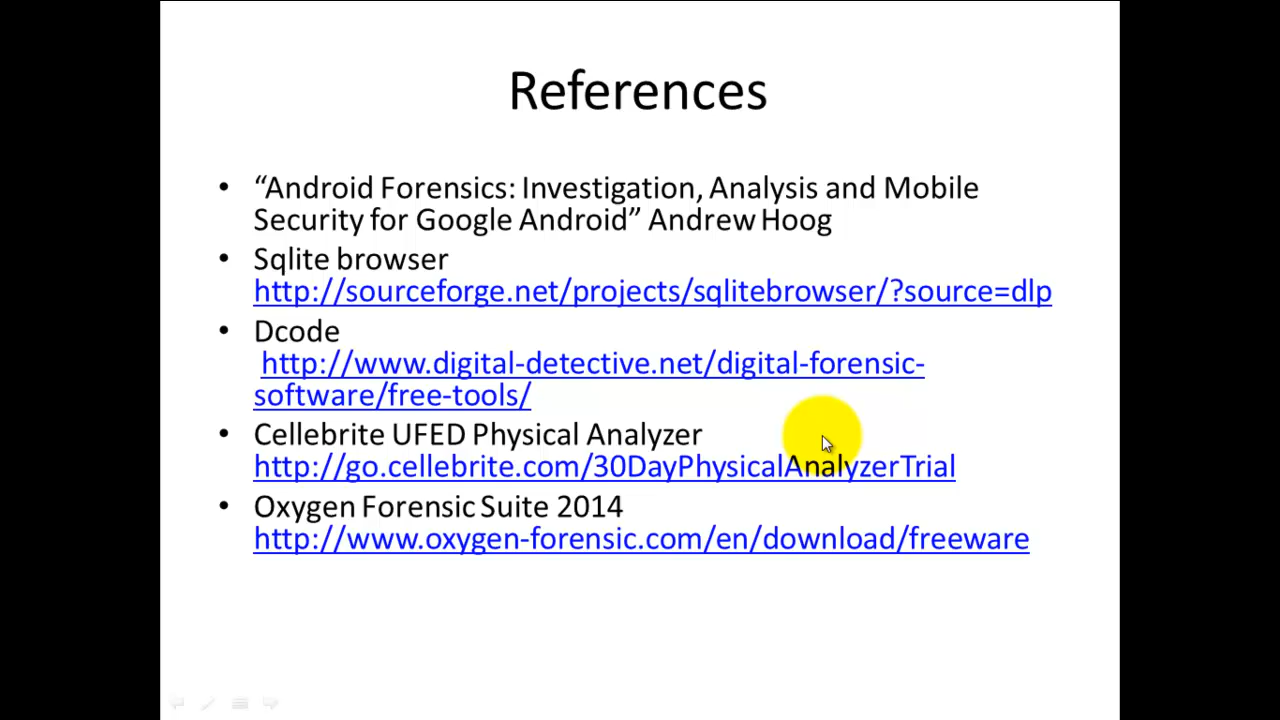 References
• “Android Forensics: Investigation, Analysis and Mobile
Security for Google Android” Andrew Hoog
• Sqlite browser
http://sourceforge.net/projects/sqlitebrowser/?source=dlp
• Dcode
http://www.digital-detective.net/digital-forensic-
software/free-tools/
• Cellebrite UFED Physical Analyzer
http://go.cellebrite.com/30DayPhysicalAnalyzerTrial
• Oxygen Forensic Suite 2014
http://www.oxygen-forensic.com/en/download/freeware